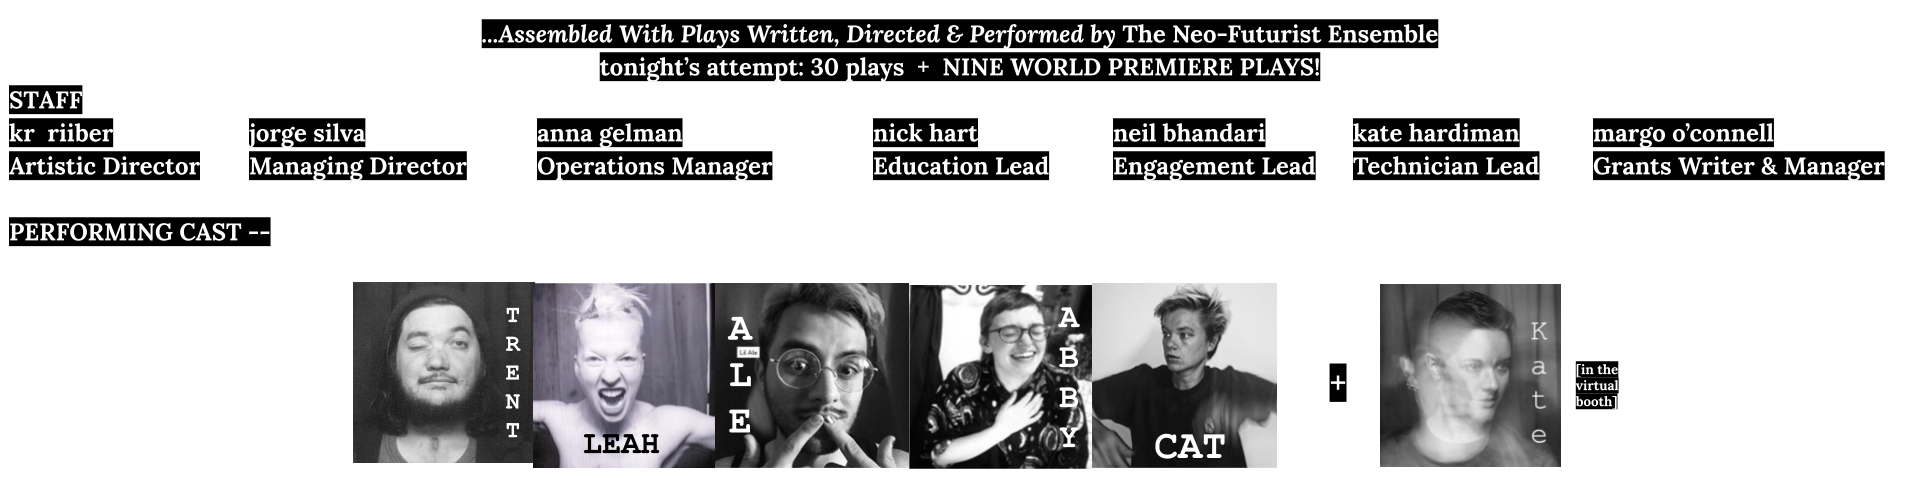 ...Assembled With Plays Written, Directed & Performed by The Neo-Futurist Ensemble
tonight's attempt: 30 plays + NINE WORLD PREMIERE PLAYS!
STAFF
kr riiber jorge silva anna gelman nick hart neil bhandari kate hardiman margo o'connell
Artistic Director Managing Director Operations Manager Education Lead Engagement Lead Technician Lead Grants Writer & Manager
PERFORMING CAST --
TRENT
LEAH
ALE
Lil Ale
ABBY
CAT
+
Kate
[in the
virtual
booth]